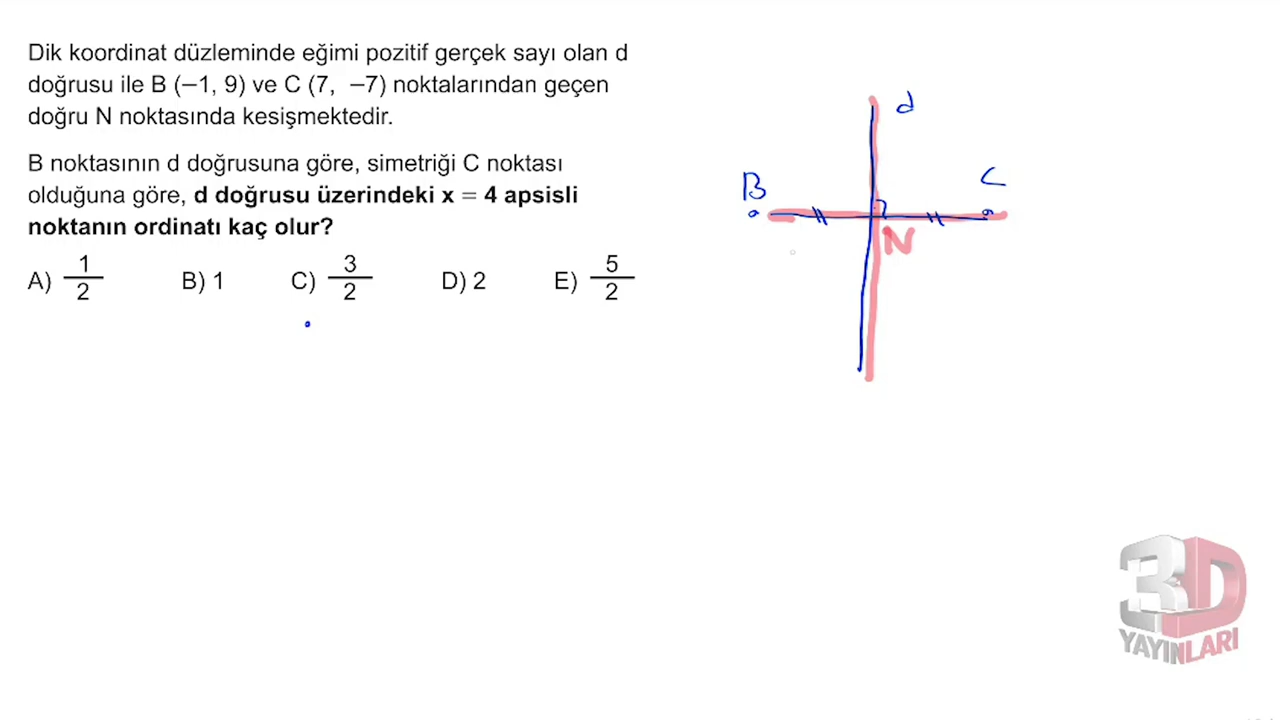 Dik koordinat düzleminde eğimi pozitif gerçek sayı olan d
doğrusu ile B (–1, 9) ve C (7, –7) noktalarından geçen
doğru N noktasında kesişmektedir.
B noktasının d doğrusuna göre, simetriği C noktası
olduğuna göre, d doğrusu üzerindeki x = 4 apsisli
noktanın ordinatı kaç olur?
A) 1/2 B) 1 C) 3/2 D) 2 E) 5/2
d
B
C
N
3D
YAYINLARI